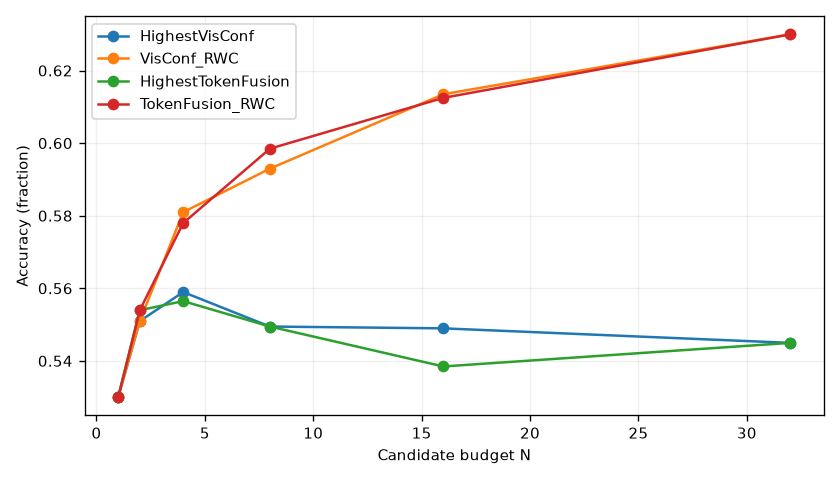 HighestVisConf
VisConf_RWC
HighestTokenFusion
TokenFusion_RWC
Accuracy (fraction)
0.62
0.60
0.58
0.56
0.54
0 5 10 15 20 25 30
Candidate budget N